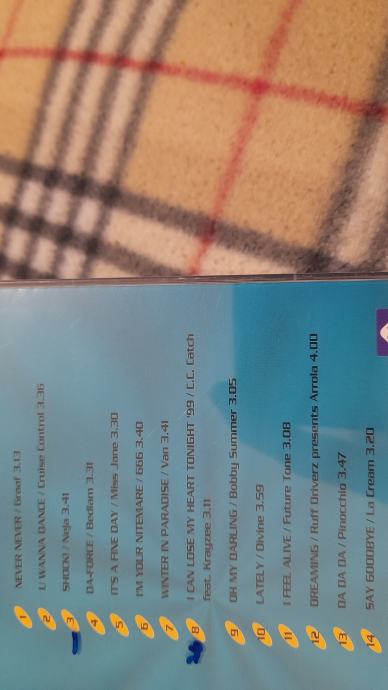 1 NEVER NEVER / Greaf 3.13
2 U WANNA DANCE / Cruise Control 3.36
3 SHOOK! / Neja 3.41
4 DA-FORCE / Bedlam 3.31
5 IT'S A FINE DAY / Miss Jane 3.30
6 I'M YOUR NITEMARE / 666 3.40
7 WINTER IN PARADISE / Van 3.41
8 I CAN LOSE MY HEART TONIGHT '99 / C.C. Catch
feat. Krayzee 3.11
9 OH MY DARLING / Bobby Summer 3.05
10 LATELY / Divine 3.59
11 I FEEL ALIVE / Future Tone 3.08
12 DREAMING / Ruff Driverz presents Arrola 4.00
13 DA DA DA / Pinocchio 3.47
14 SAY GOODBYE / La Cream 3.20